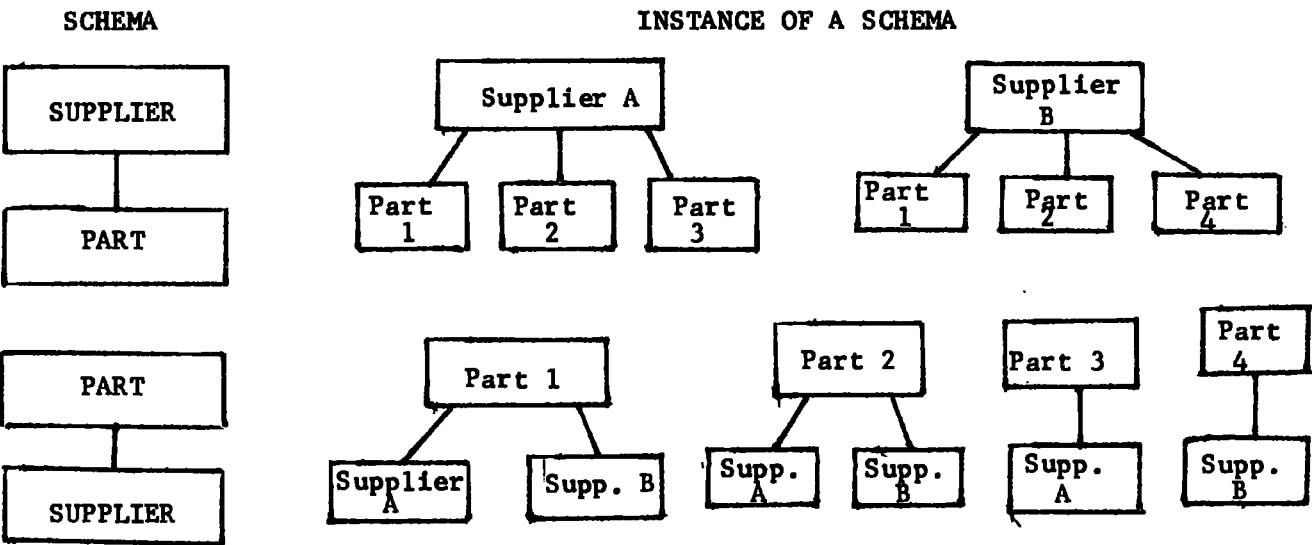 SCHEMA
INSTANCE OF A SCHEMA
SUPPLIER
PART
Supplier A
Part
1
Part
2
Part
3
Supplier
B
Part
1
Part
2
Part
4
PART
SUPPLIER
Part 1
Supplier
A
Supp. B
Part 2
Supp.
A
Supp.
B
Part 3
Supp.
A
Part
4
Supp.
B